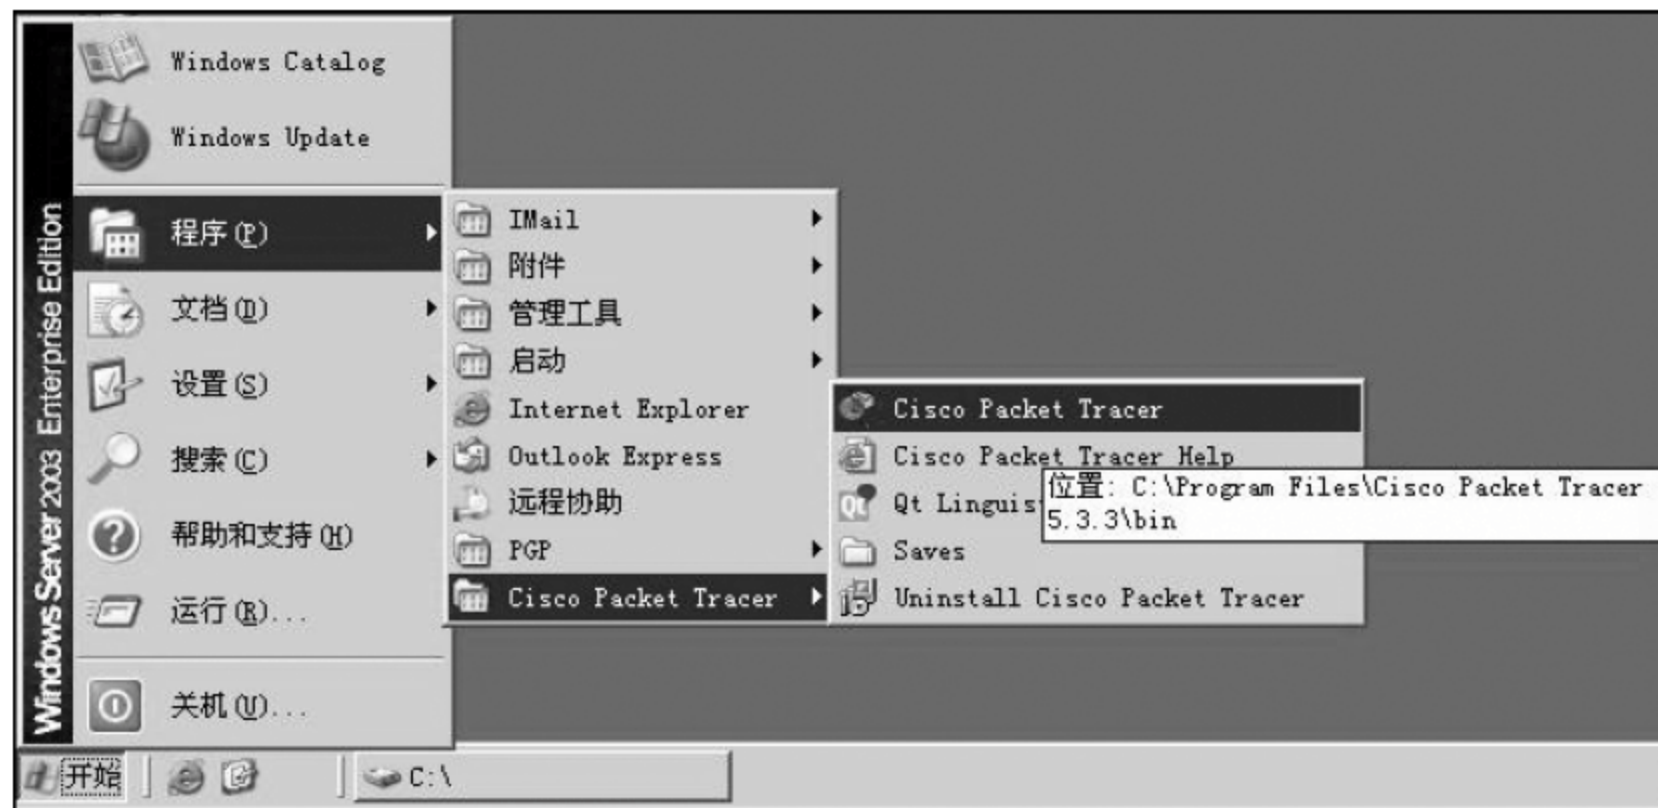 Windows Catalog
Windows Update
程序(P)
文档(D)
设置(S)
搜索(C)
帮助和支持(H)
运行(R)...
关机(U)...
Windows Server 2003 Enterprise Edition
IMail
附件
管理工具
启动
Internet Explorer
Outlook Express
远程协助
PGP
Cisco Packet Tracer
Cisco Packet Tracer
Cisco Packet Tracer Help
Qt Linguis
Saves
Uninstall Cisco Packet Tracer
位置: C:\Program Files\Cisco Packet Tracer
5.3.3\bin
开始
C:\